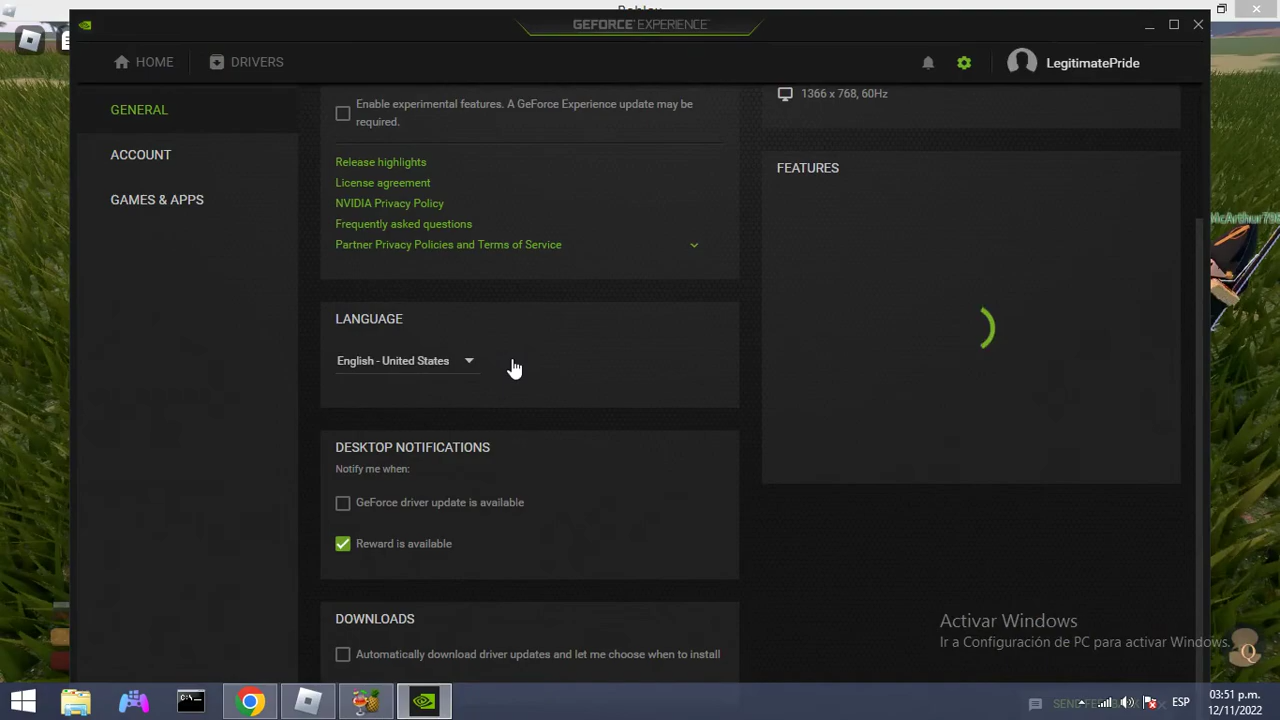 Roblox
GEFORCE EXPERIENCE
HOME
DRIVERS
LegitimatePride
GENERAL
ACCOUNT
GAMES & APPS
Enable experimental features. A GeForce Experience update may be
required.
Release highlights
License agreement
NVIDIA Privacy Policy
Frequently asked questions
Partner Privacy Policies and Terms of Service
LANGUAGE
English - United States
DESKTOP NOTIFICATIONS
Notify me when:
GeForce driver update is available
Reward is available
DOWNLOADS
Automatically download driver updates and let me choose when to install
1366 x 768, 60Hz
FEATURES
Activar Windows
Ir a Configuración de PC para activar Windows.
Q
SEND FEEDBACK
ESP
03:51 p.m.
12/11/2022